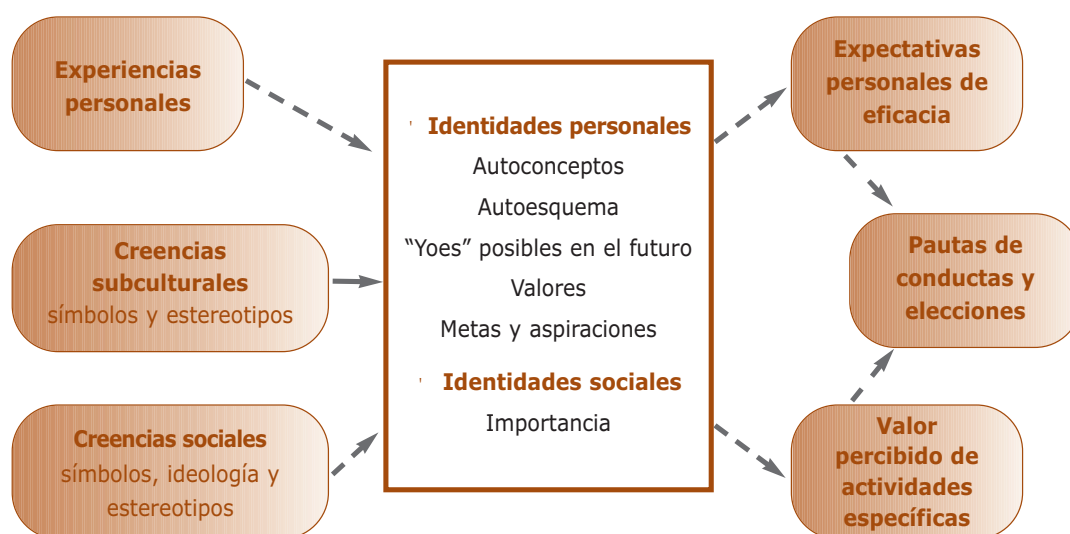 Experiencias
personales
Creencias
subculturales
símbolos y estereotipos
Creencias sociales
símbolos, ideología y
estereotipos
Identidades personales
Autoconceptos
Autoesquema
“Yoes” posibles en el futuro
Valores
Metas y aspiraciones
Identidades sociales
Importancia
Expectativas
personales de
eficacia
Pautas de
conductas y
elecciones
Valor
percibido de
actividades
específicas